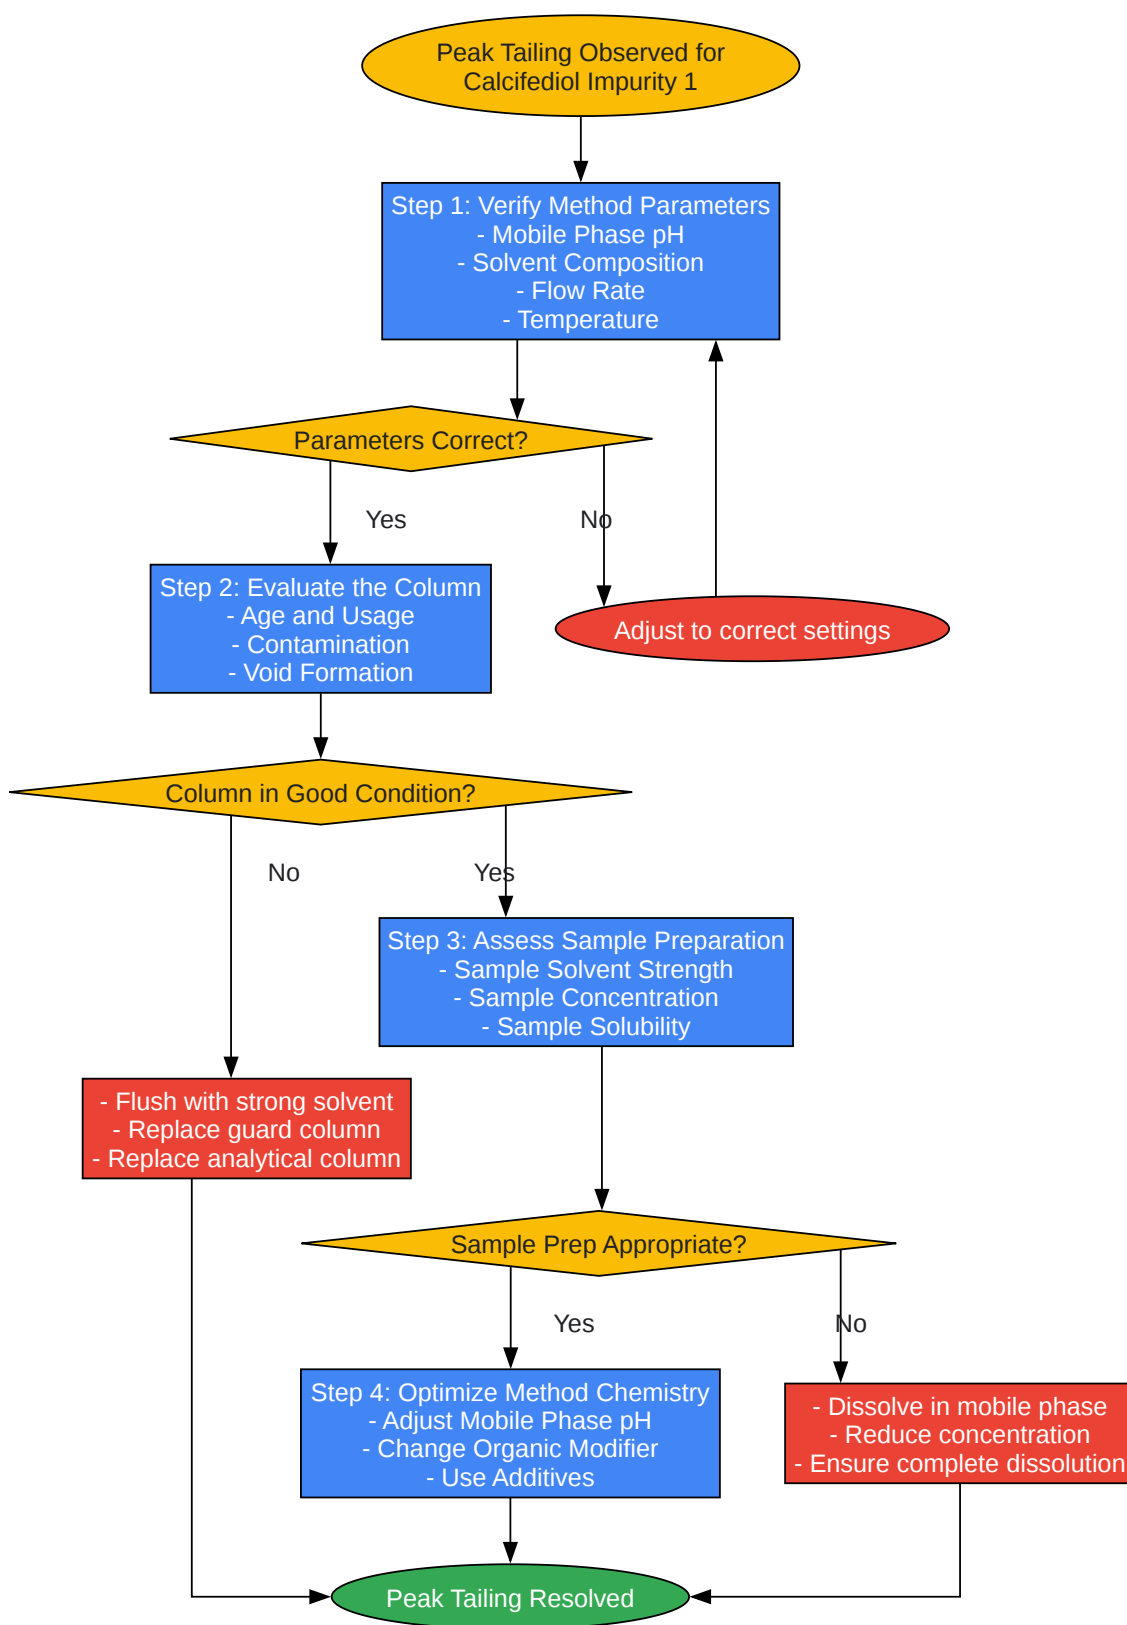 Peak Tailing Observed for
Calcifediol Impurity 1
Step 1: Verify Method Parameters
- Mobile Phase pH
- Solvent Composition
- Flow Rate
- Temperature
Parameters Correct?
Yes
No
Step 2: Evaluate the Column
- Age and Usage
- Contamination
- Void Formation
Adjust to correct settings
Column in Good Condition?
No
Yes
Step 3: Assess Sample Preparation
- Sample Solvent Strength
- Sample Concentration
- Sample Solubility
- Flush with strong solvent
- Replace guard column
- Replace analytical column
Sample Prep Appropriate?
Yes
No
Step 4: Optimize Method Chemistry
- Adjust Mobile Phase pH
- Change Organic Modifier
- Use Additives
- Dissolve in mobile phase
- Reduce concentration
- Ensure complete dissolution
Peak Tailing Resolved